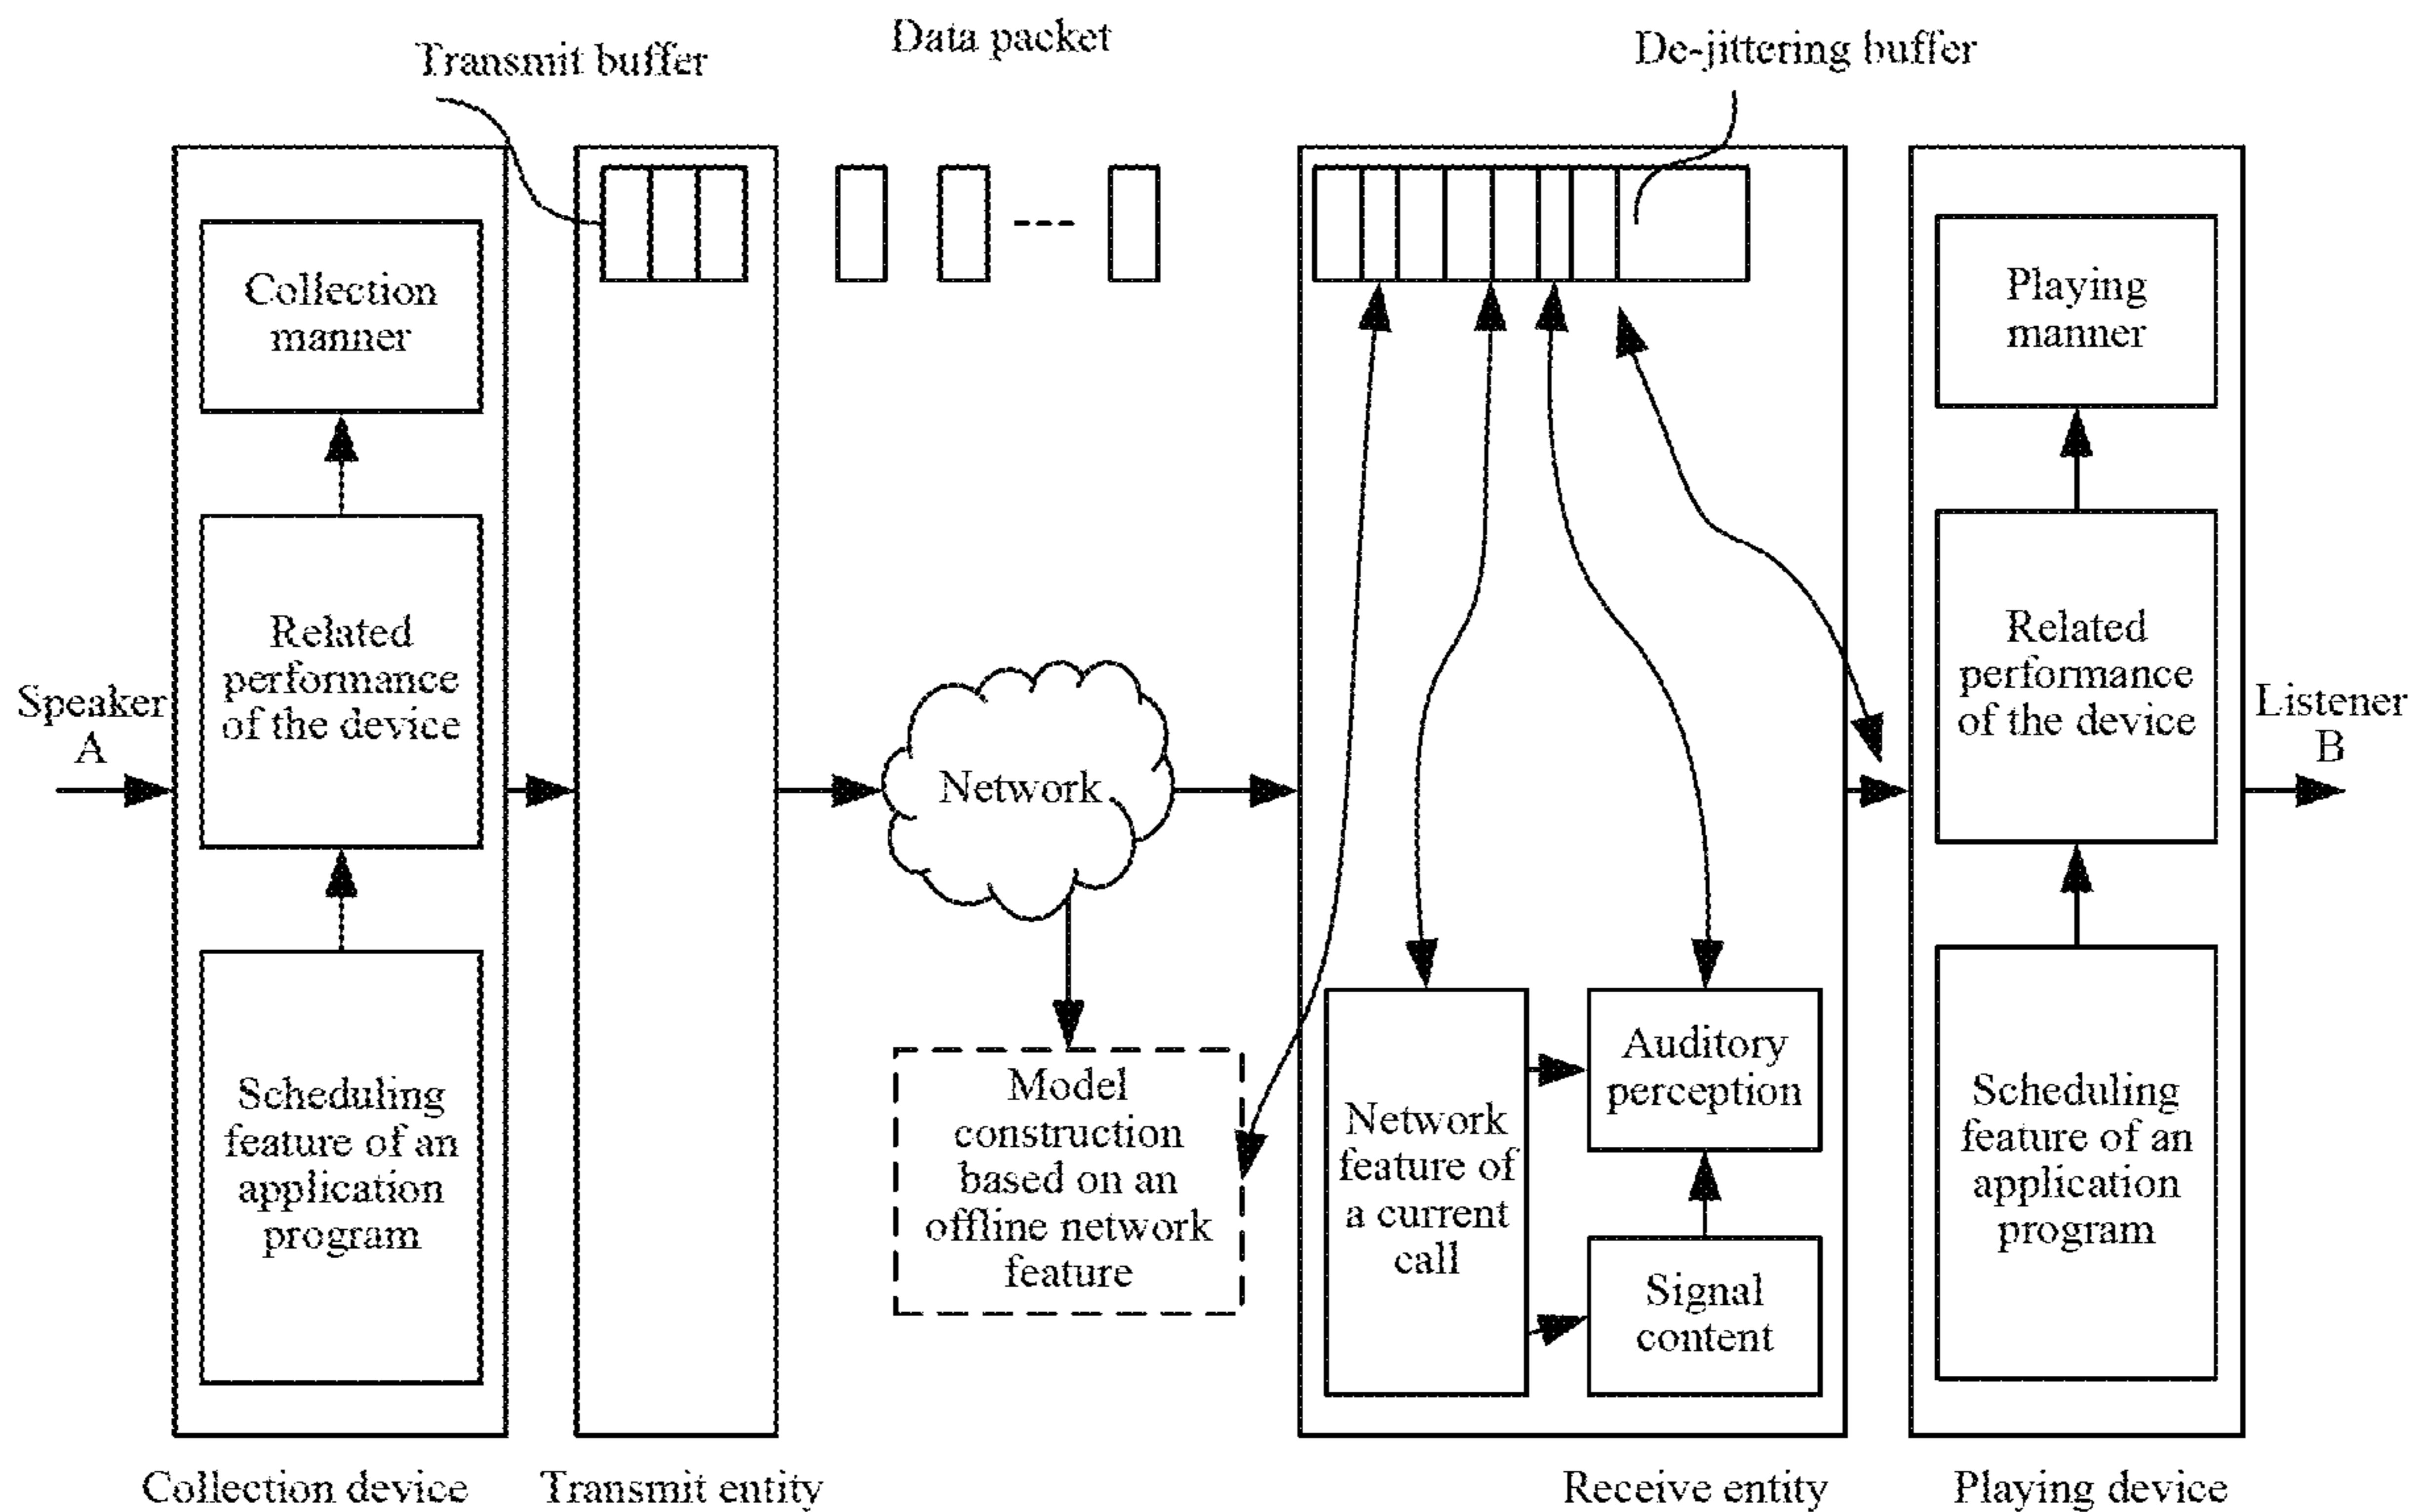 Data packet
Transmit buffer
De-jittering buffer
Collection
manner
Related
performance
of the device
Scheduling
feature of an
application
program
Speaker
A
Network
Model
construction
based on an
offline network
feature
Network
feature of
a current
call
Auditory
perception
Signal
content
Playing
manner
Related
performance
of the device
Scheduling
feature of an
application
program
Listener
B
Collection device
Transmit entity
Receive entity
Playing device